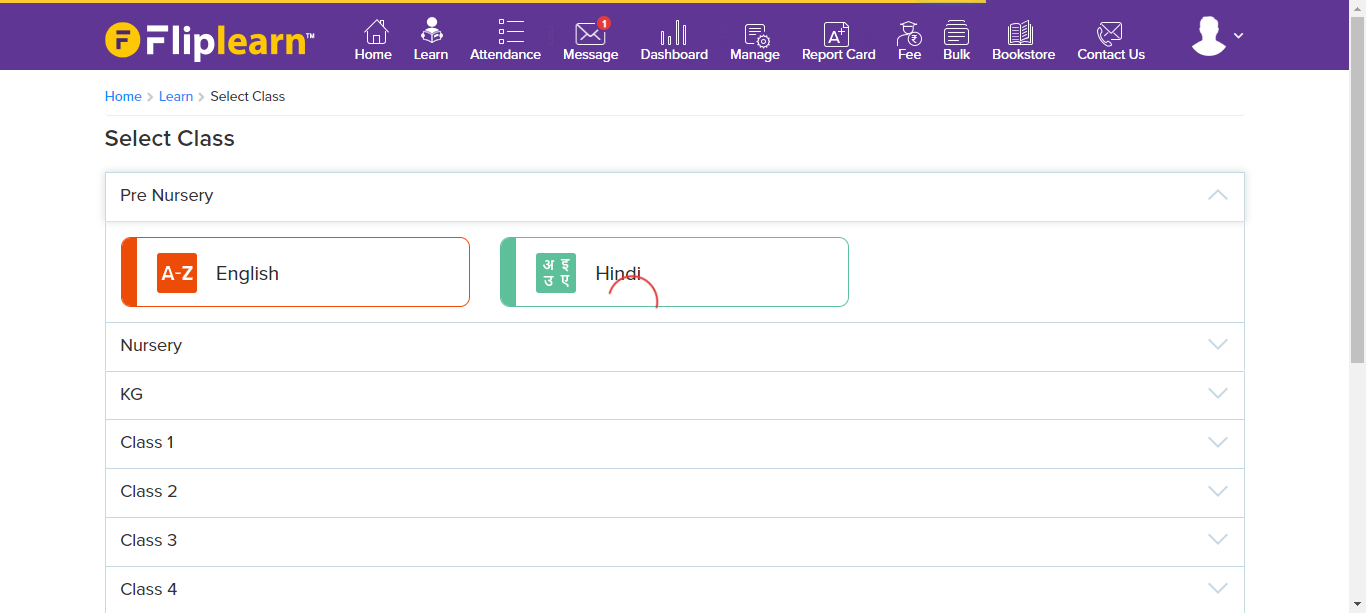 Fliplearn™
Home Learn Attendance Message 1 Dashboard Manage A+ Report Card Fee Bulk Bookstore Contact Us
Home > Learn > Select Class
Select Class
Pre Nursery
A-Z English
अ इ
उ ए
Hindi
Nursery
KG
Class 1
Class 2
Class 3
Class 4